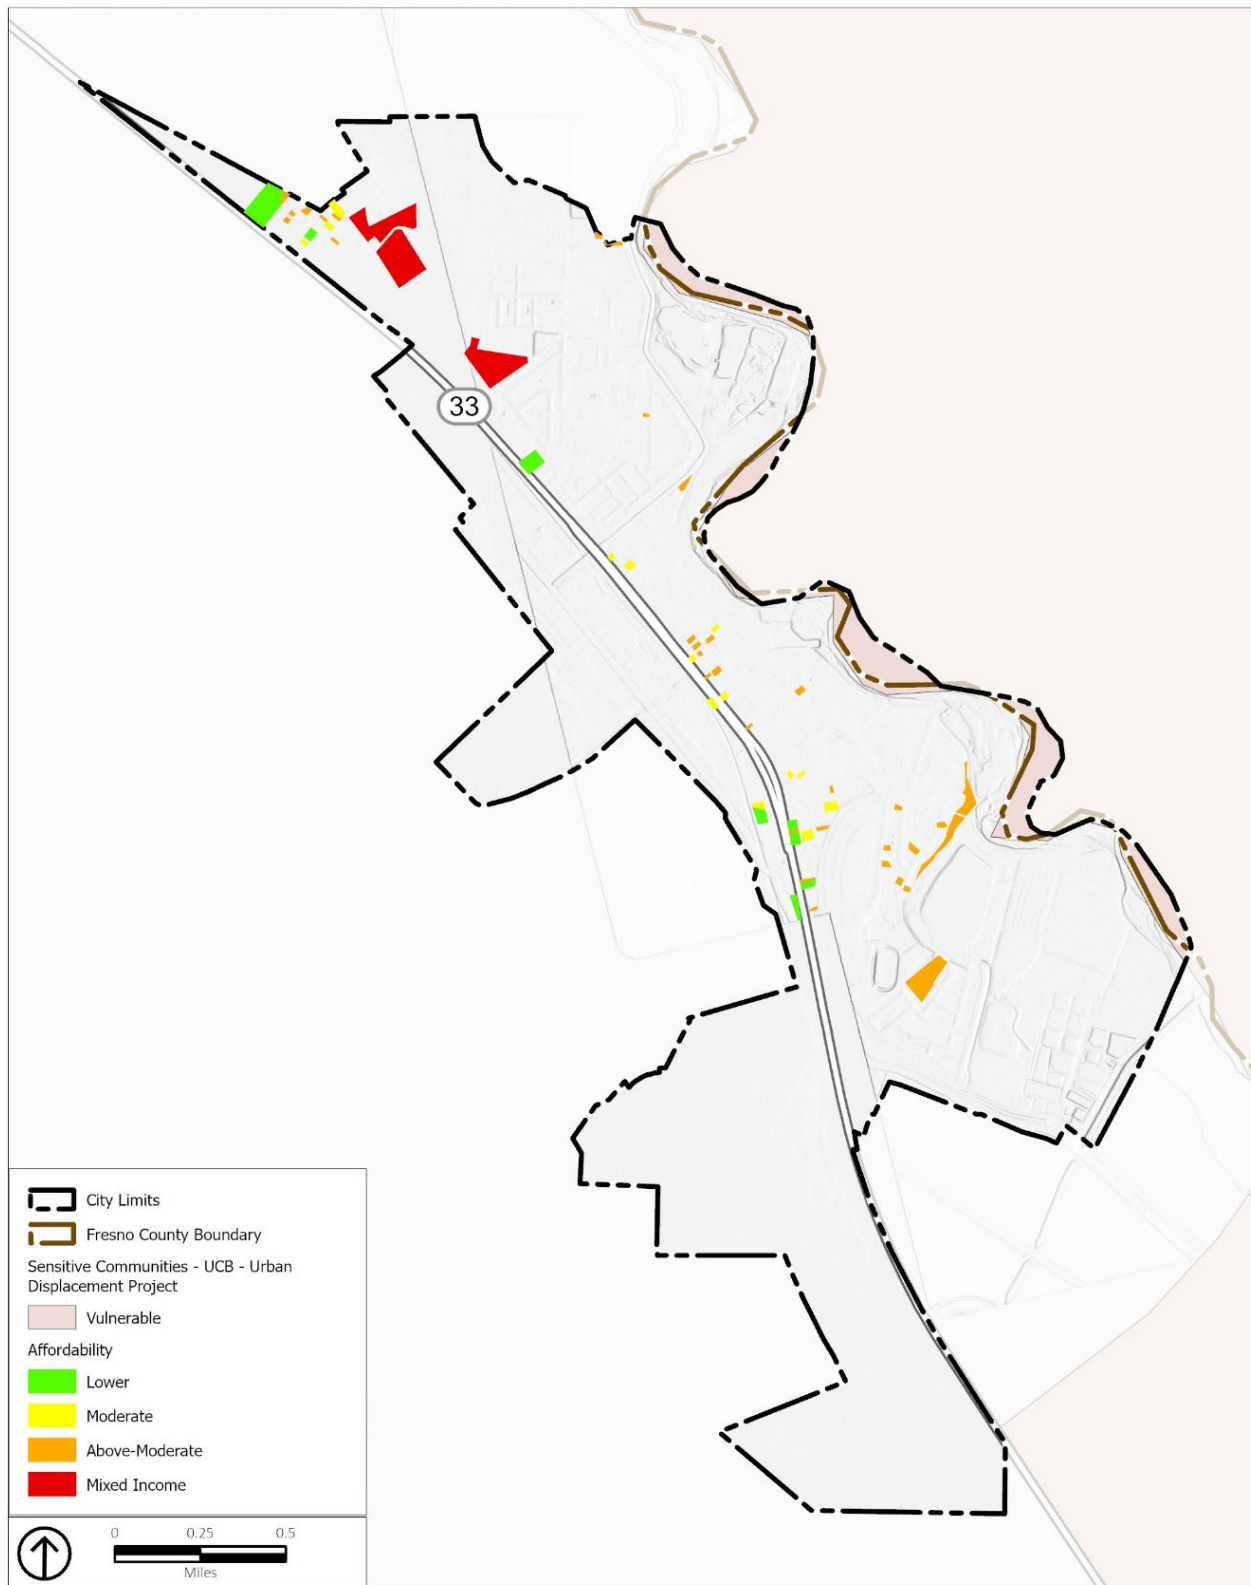 33
City Limits
Fresno County Boundary
Sensitive Communities - UCB - Urban
Displacement Project
Vulnerable
Affordability
Lower
Moderate
Above-Moderate
Mixed Income
0 0.25 0.5
Miles